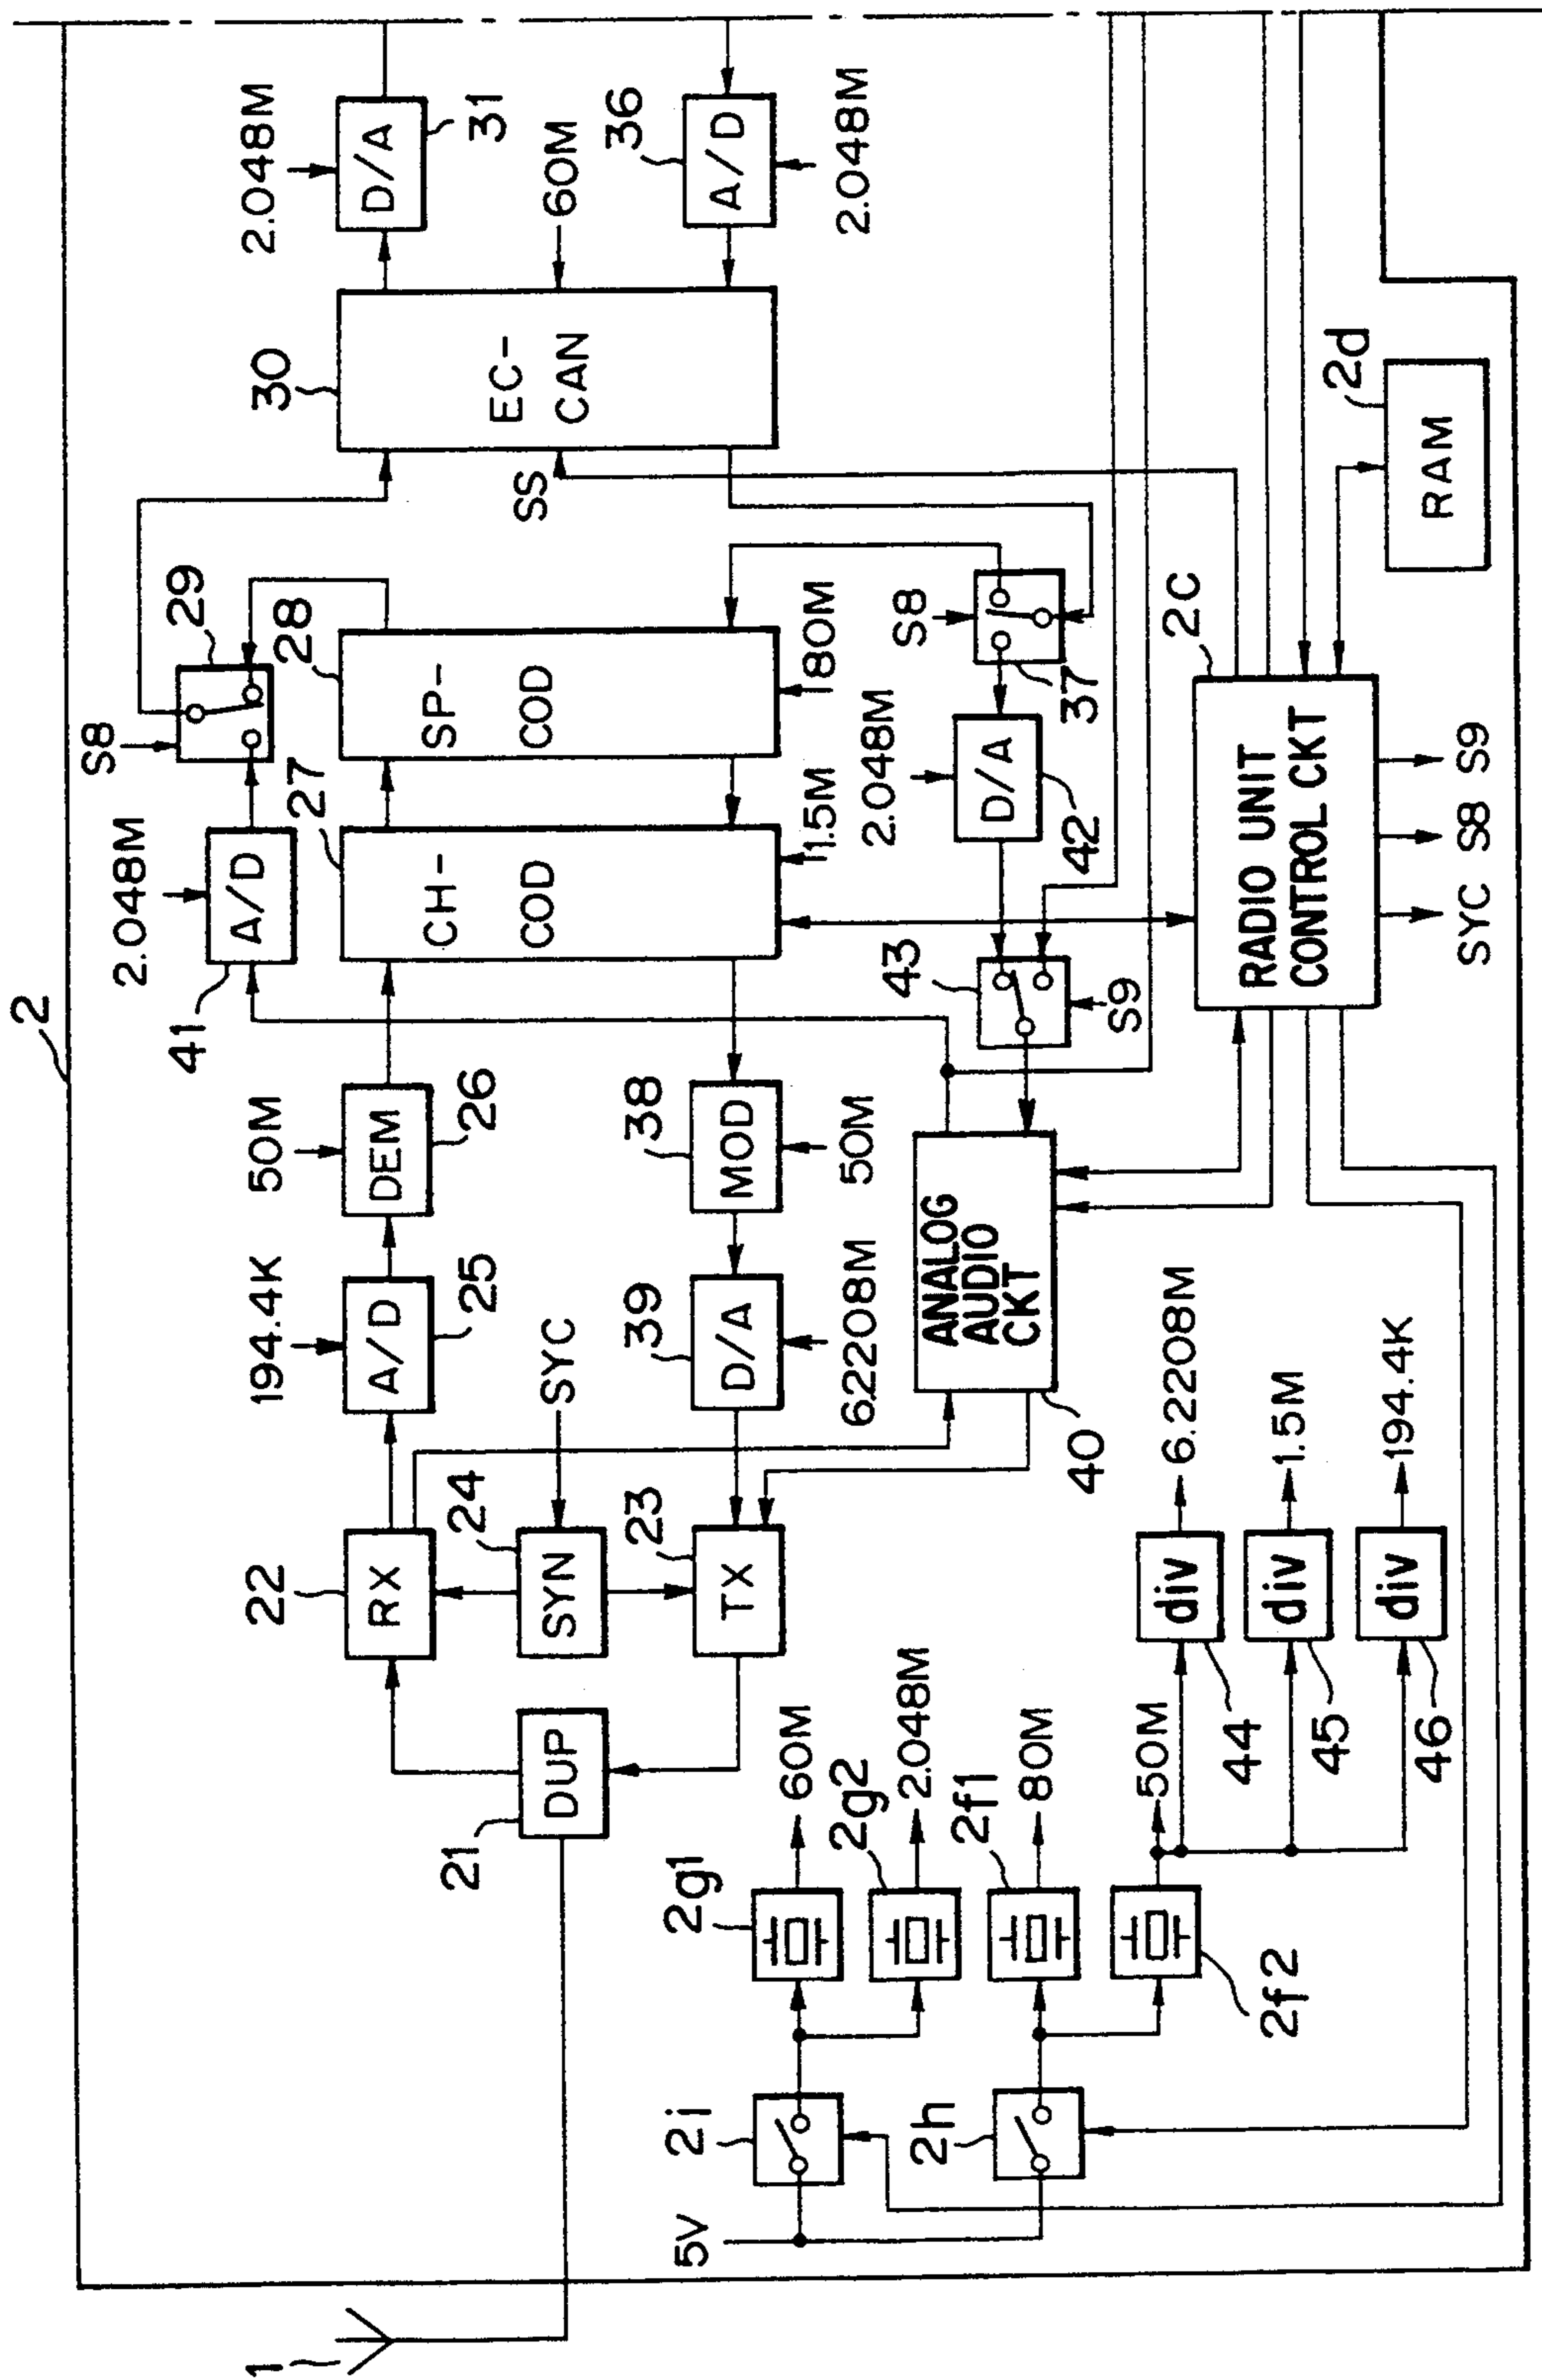 2
1
21
DUP
22
RX
194.4K
A/D
25
50M
DEM
26
2.048M
A/D
41
S8
29
27
CH-
COD
1.5M
28
SP-
COD
80M
30
EC-
CAN
SS
60M
2.048M
D/A
31
36
A/D
2.048M
24
SYN
SYC
23
TX
39
D/A
6.2208M
38
MOD
50M
ANALOG
AUDIO
CKT
40
43
S9
2.048M
D/A
42
S8
37
5V
2i
2h
2g1
60M
2g2
2.048M
2f1
80M
2f2
50M
div
44
6.2208M
div
45
1.5M
div
46
194.4K
2C
RADIO UNIT
CONTROL CKT
SYC
S8
S9
2d
RAM